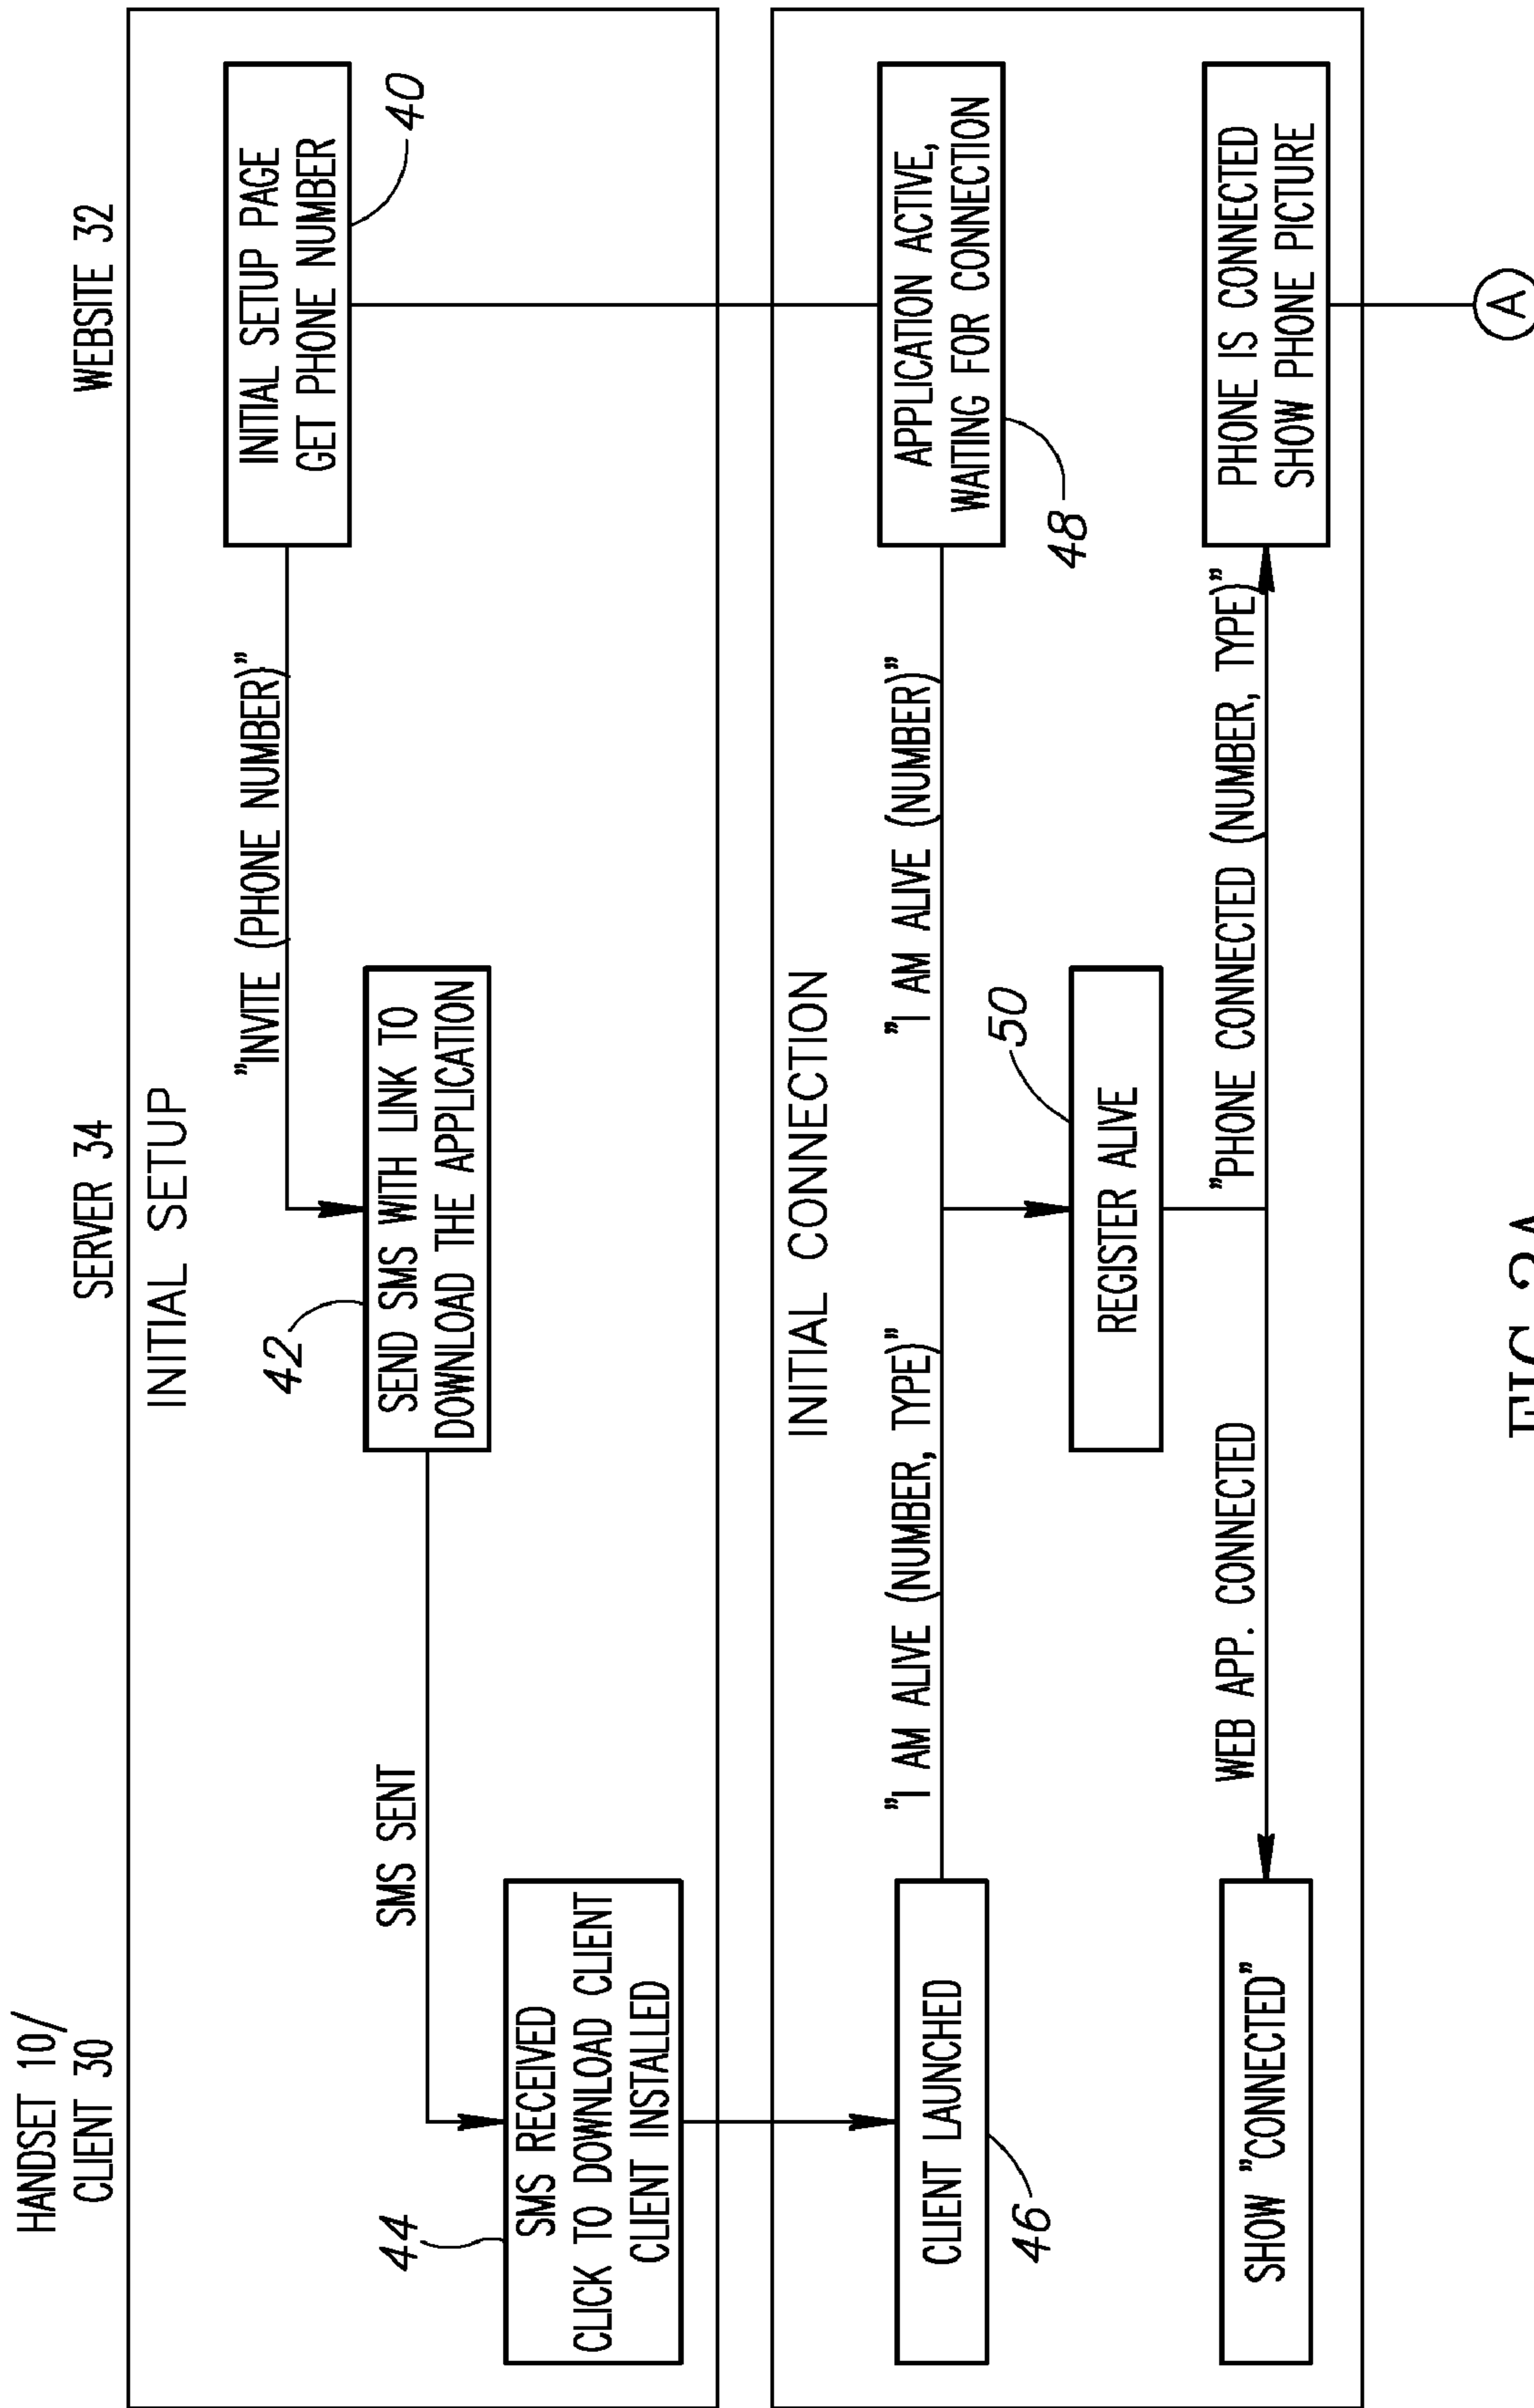 HANDSET 10/
CLIENT 30
SERVER 34
WEBSITE 32
INITIAL SETUP
INITIAL SETUP PAGE
GET PHONE NUMBER
40
"INVITE (PHONE NUMBER)"
42
SEND SMS WITH LINK TO
DOWNLOAD THE APPLICATION
SMS SENT
44
SMS RECEIVED
CLICK TO DOWNLOAD CLIENT
CLIENT INSTALLED
INITIAL CONNECTION
CLIENT LAUNCHED
46
"I AM ALIVE (NUMBER, TYPE)"
"I AM ALIVE (NUMBER)"
APPLICATION ACTIVE,
WAITING FOR CONNECTION
48
50
REGISTER ALIVE
SHOW "CONNECTED"
WEB APP. CONNECTED
"PHONE CONNECTED (NUMBER, TYPE)"
PHONE IS CONNECTED
SHOW PHONE PICTURE
A